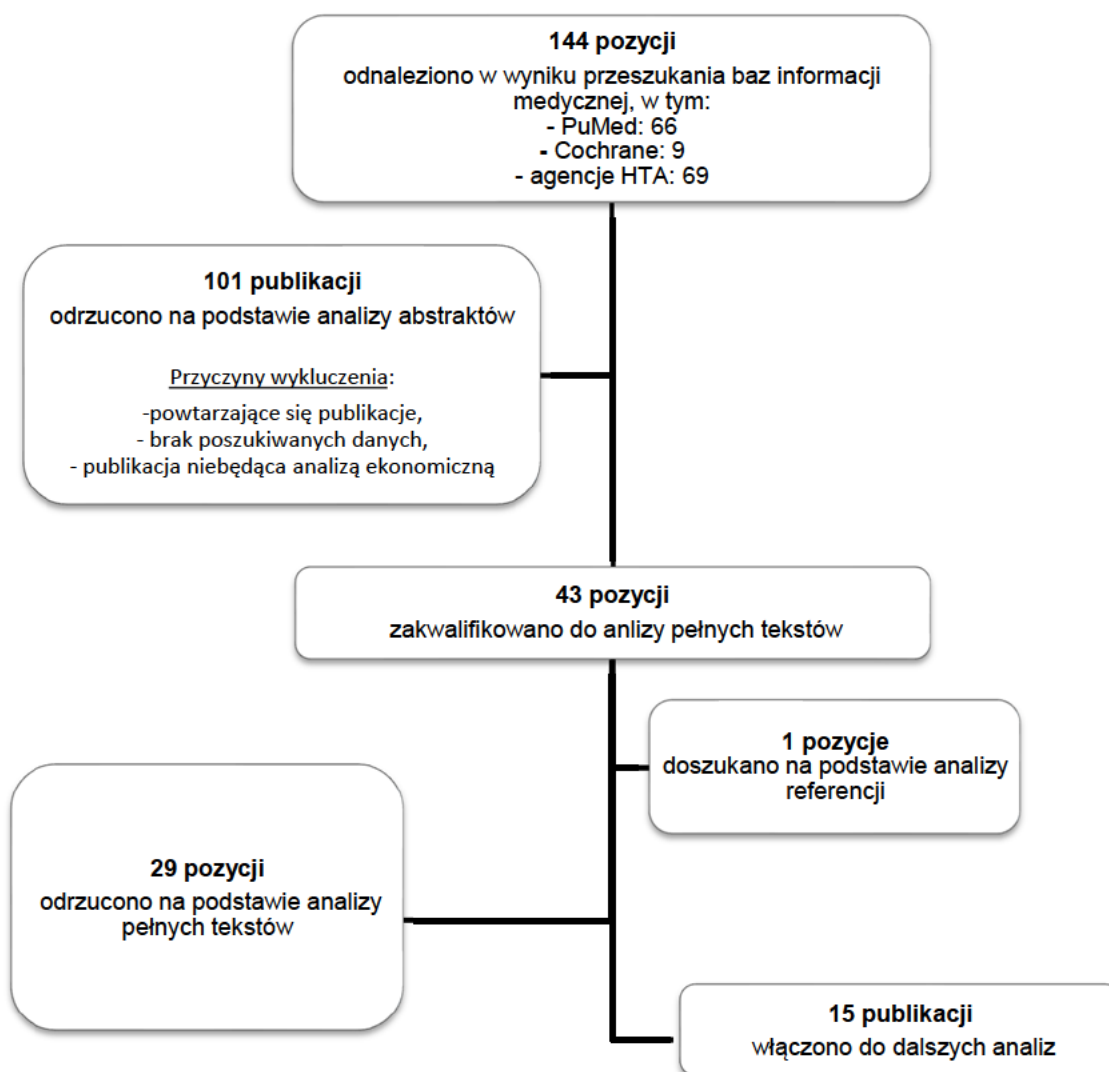 144 pozycji
odnaleziono w wyniku przeszukania baz informacji
medycznej, w tym:
- PuMed: 66
- Cochrane: 9
- agencje HTA: 69
101 publikacji
odrzucono na podstawie analizy abstraktów
Przyczyny wykluczenia:
-powtarzające się publikacje,
- brak poszukiwanych danych,
- publikacja niebędąca analizą ekonomiczną
43 pozycji
zakwalifikowano do anlizy pełnych tekstów
1 pozycje
doszukano na podstawie analizy
referencji
29 pozycji
odrzucono na podstawie analizy
pełnych tekstów
15 publikacji
włączono do dalszych analiz